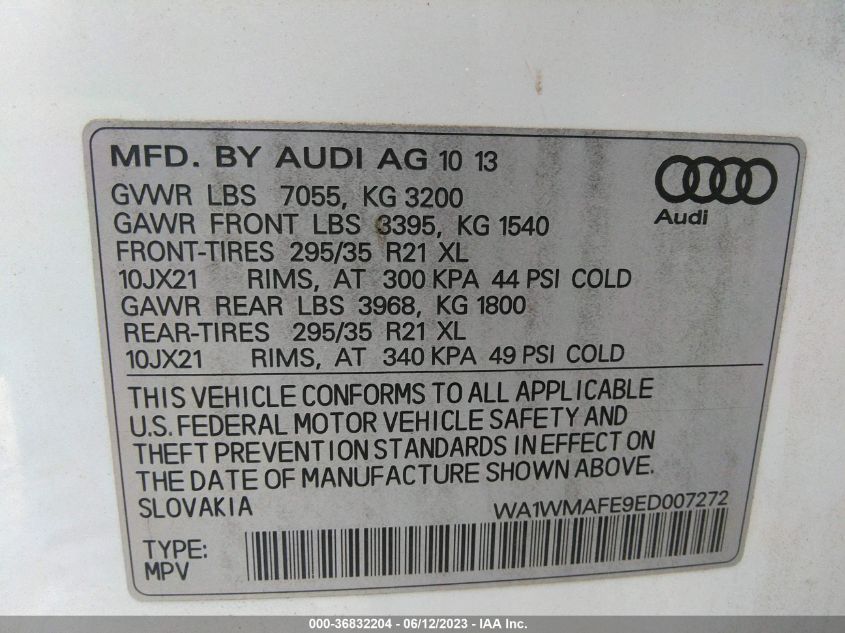 MFD. BY AUDI AG 10 13
GVWR LBS 7055, KG 3200
GAWR FRONT LBS 3395, KG 1540
FRONT-TIRES 295/35 R21 XL
10JX21 RIMS, AT 300 KPA 44 PSI COLD
GAWR REAR LBS 3968, KG 1800
REAR-TIRES 295/35 R21 XL
10JX21 RIMS, AT 340 KPA 49 PSI COLD
Audi
THIS VEHICLE CONFORMS TO ALL APPLICABLE
U.S. FEDERAL MOTOR VEHICLE SAFETY AND
THEFT PREVENTION STANDARDS IN EFFECT ON
THE DATE OF MANUFACTURE SHOWN ABOVE.
SLOVAKIA WA1WMAFE9ED007272
TYPE:
MPV
000-36832204 - 06/12/2023 - IAA Inc.